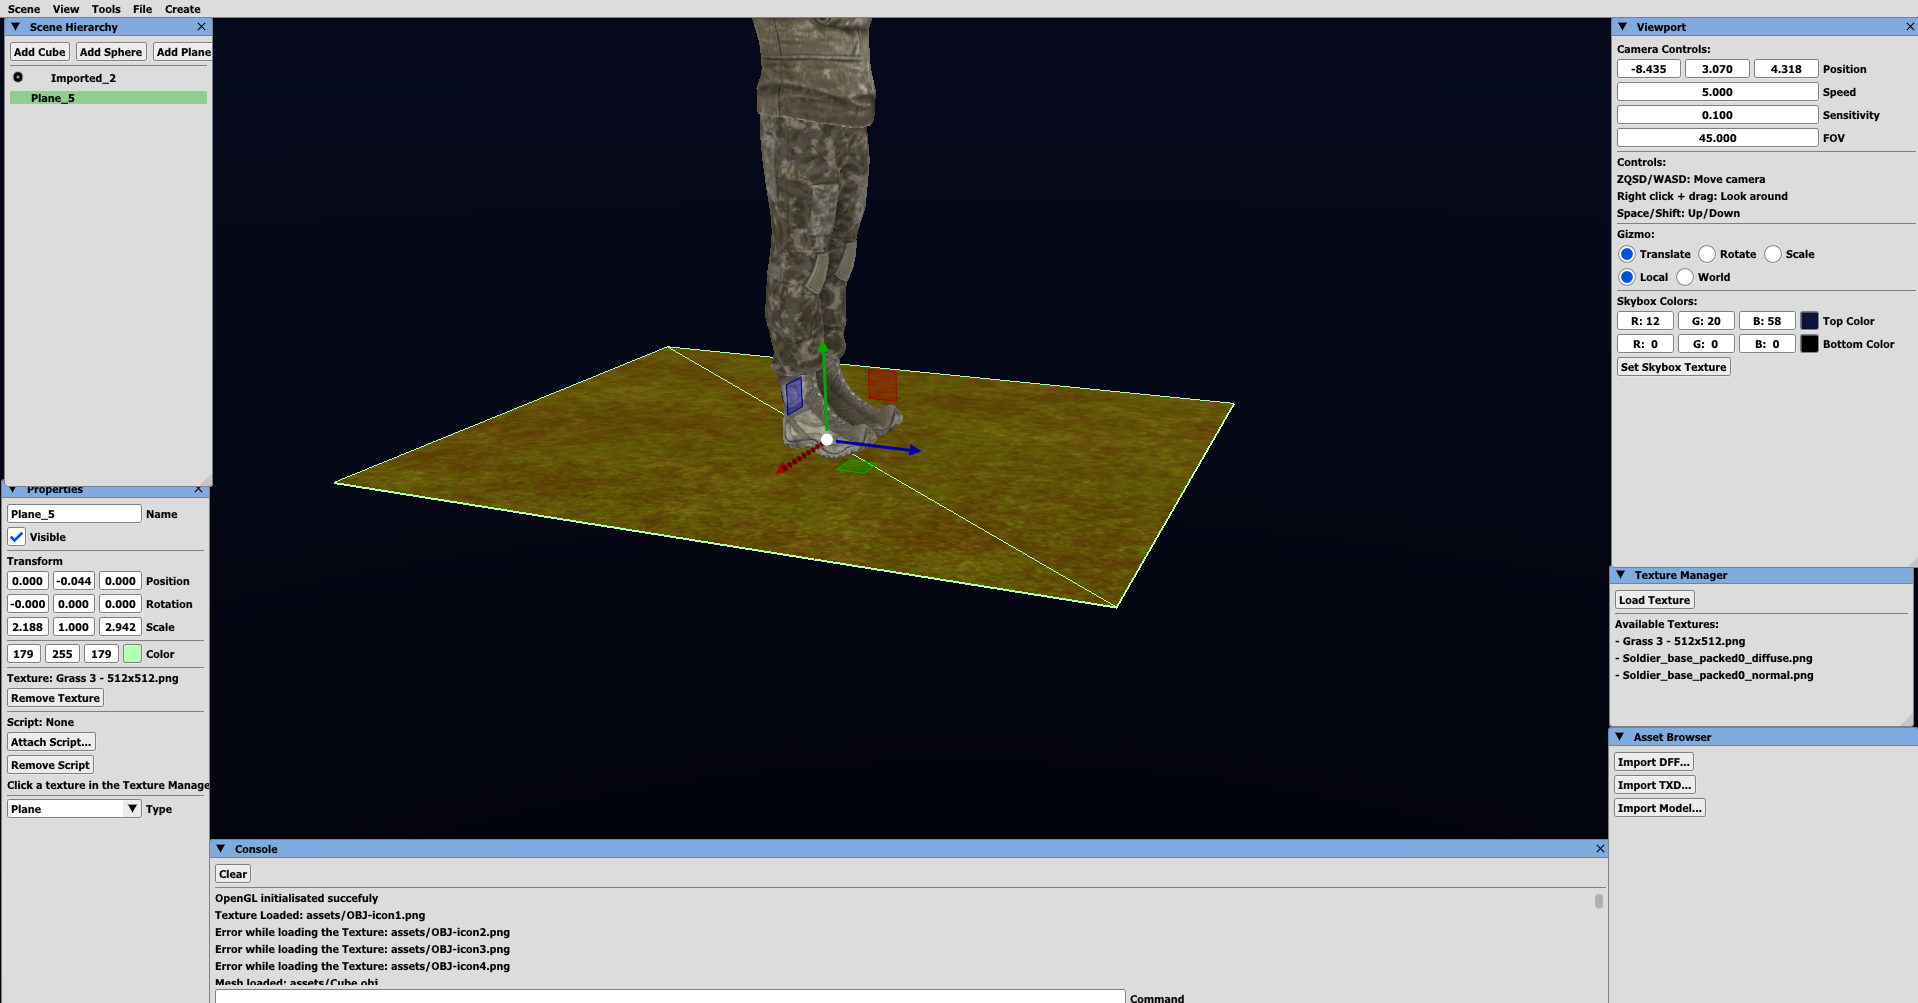 Scene View Tools File Create
Scene Hierarchy
Add Cube Add Sphere Add Plane
Imported_2
Plane_5
Properties
Plane_5 Name
Visible
Transform
0.000 -0.044 0.000 Position
-0.000 0.000 0.000 Rotation
2.188 1.000 2.942 Scale
179 255 179 Color
Texture: Grass 3 - 512x512.png
Remove Texture
Script: None
Attach Script...
Remove Script
Click a texture in the Texture Manage
Plane Type
Console
Clear
OpenGL initialisated succefuly
Texture Loaded: assets/OBJ-icon1.png
Error while loading the Texture: assets/OBJ-icon2.png
Error while loading the Texture: assets/OBJ-icon3.png
Error while loading the Texture: assets/OBJ-icon4.png
Mesh loaded: assets/Cube.obj
Command
Viewport
Camera Controls:
-8.435 3.070 4.318 Position
5.000 Speed
0.100 Sensitivity
45.000 FOV
Controls:
ZQSD/WASD: Move camera
Right click + drag: Look around
Space/Shift: Up/Down
Gizmo:
Translate Rotate Scale
Local World
Skybox Colors:
R: 12 G: 20 B: 58 Top Color
R: 0 G: 0 B: 0 Bottom Color
Set Skybox Texture
Texture Manager
Load Texture
Available Textures:
- Grass 3 - 512x512.png
- Soldier_base_packed0_diffuse.png
- Soldier_base_packed0_normal.png
Asset Browser
Import DFF...
Import TXD...
Import Model...